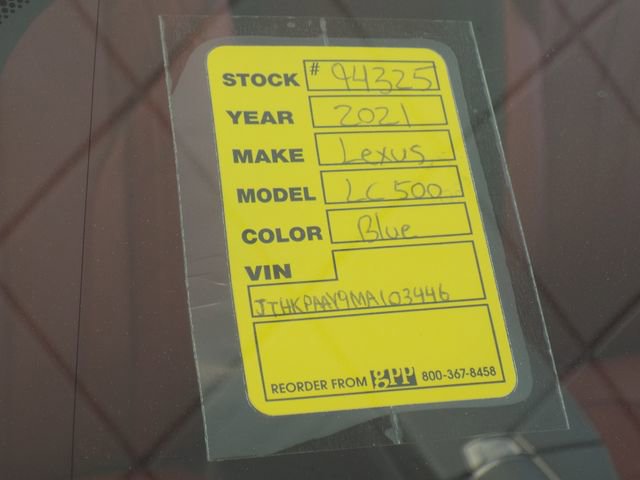 STOCK # 94325
YEAR 2021
MAKE Lexus
MODEL LC 500
COLOR Blue
VIN
JTHKPAAY9MA103446
REORDER FROM gpp 800-367-8458